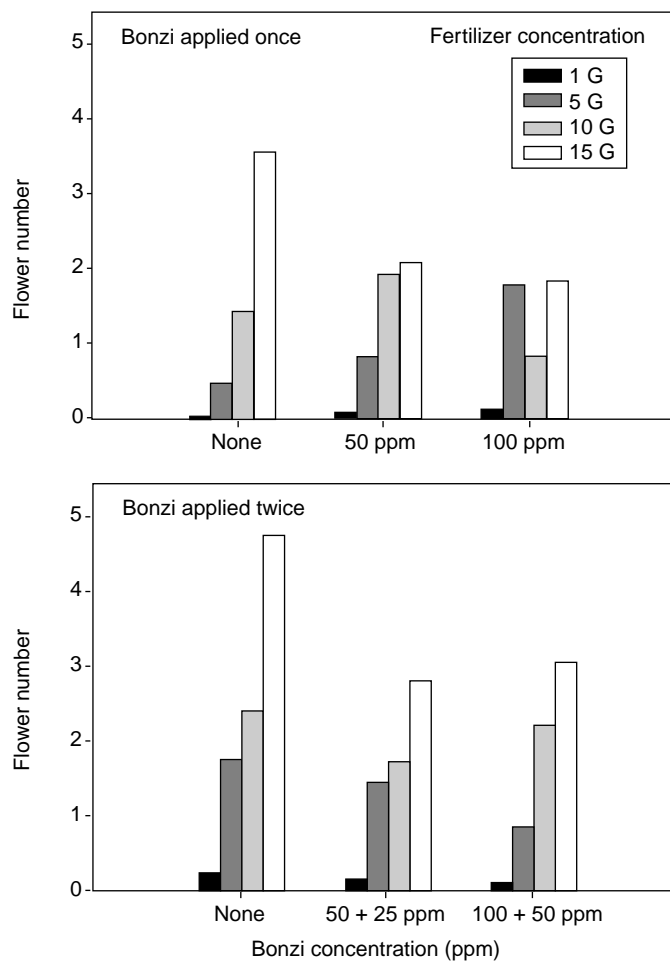 Bonzi applied once
Fertilizer concentration
1 G
5 G
10 G
15 G
5
4
3
2
1
0
Flower number
None 50 ppm 100 ppm
Bonzi applied twice
5
4
3
2
1
0
Flower number
None 50 + 25 ppm 100 + 50 ppm
Bonzi concentration (ppm)